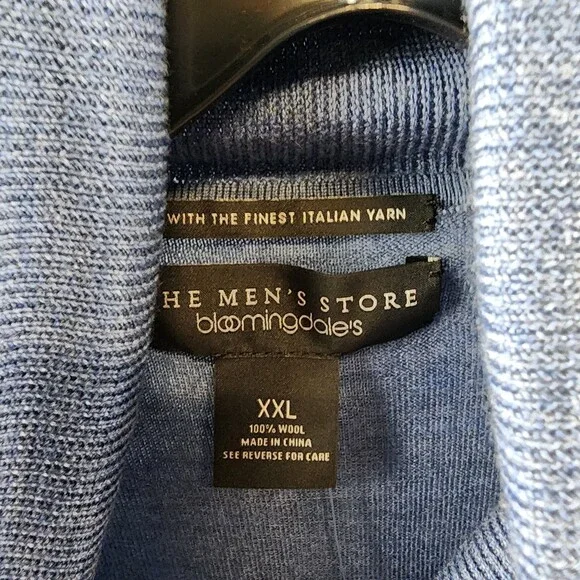 WITH THE FINEST ITALIAN YARN
HE MEN'S STORE
bloomingdale's
XXL
100% WOOL
MADE IN CHINA
SEE REVERSE FOR CARE